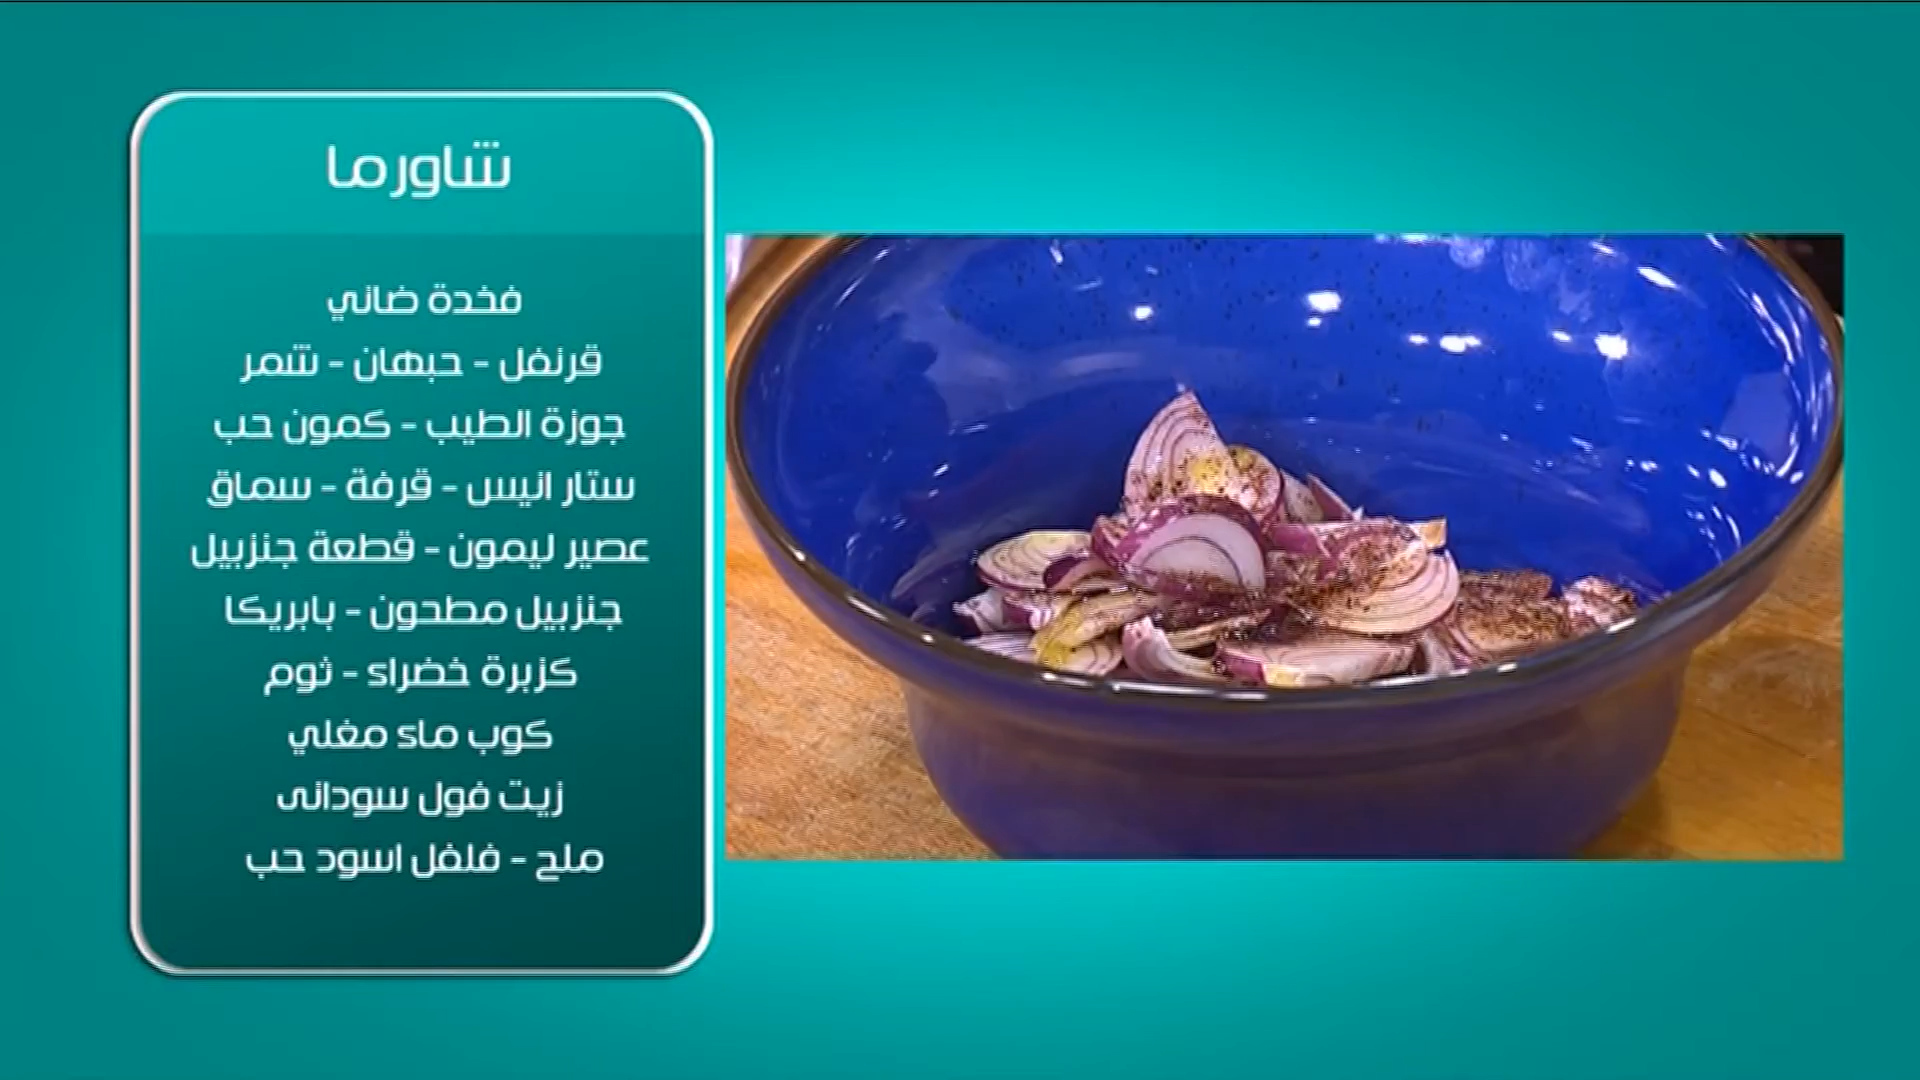 شاورما
فخدة ضاني
قرنفل - حبهان - شمر
جوزة الطيب - كمون حب
ستار انيس - قرفة - سماق
عصير ليمون - قطعة جنزبيل
جنزبيل مطحون - بابريكا
كزبرة خضراء - ثوم
كوب ماء مغلي
زيت فول سودانى
ملح - فلفل اسود حب